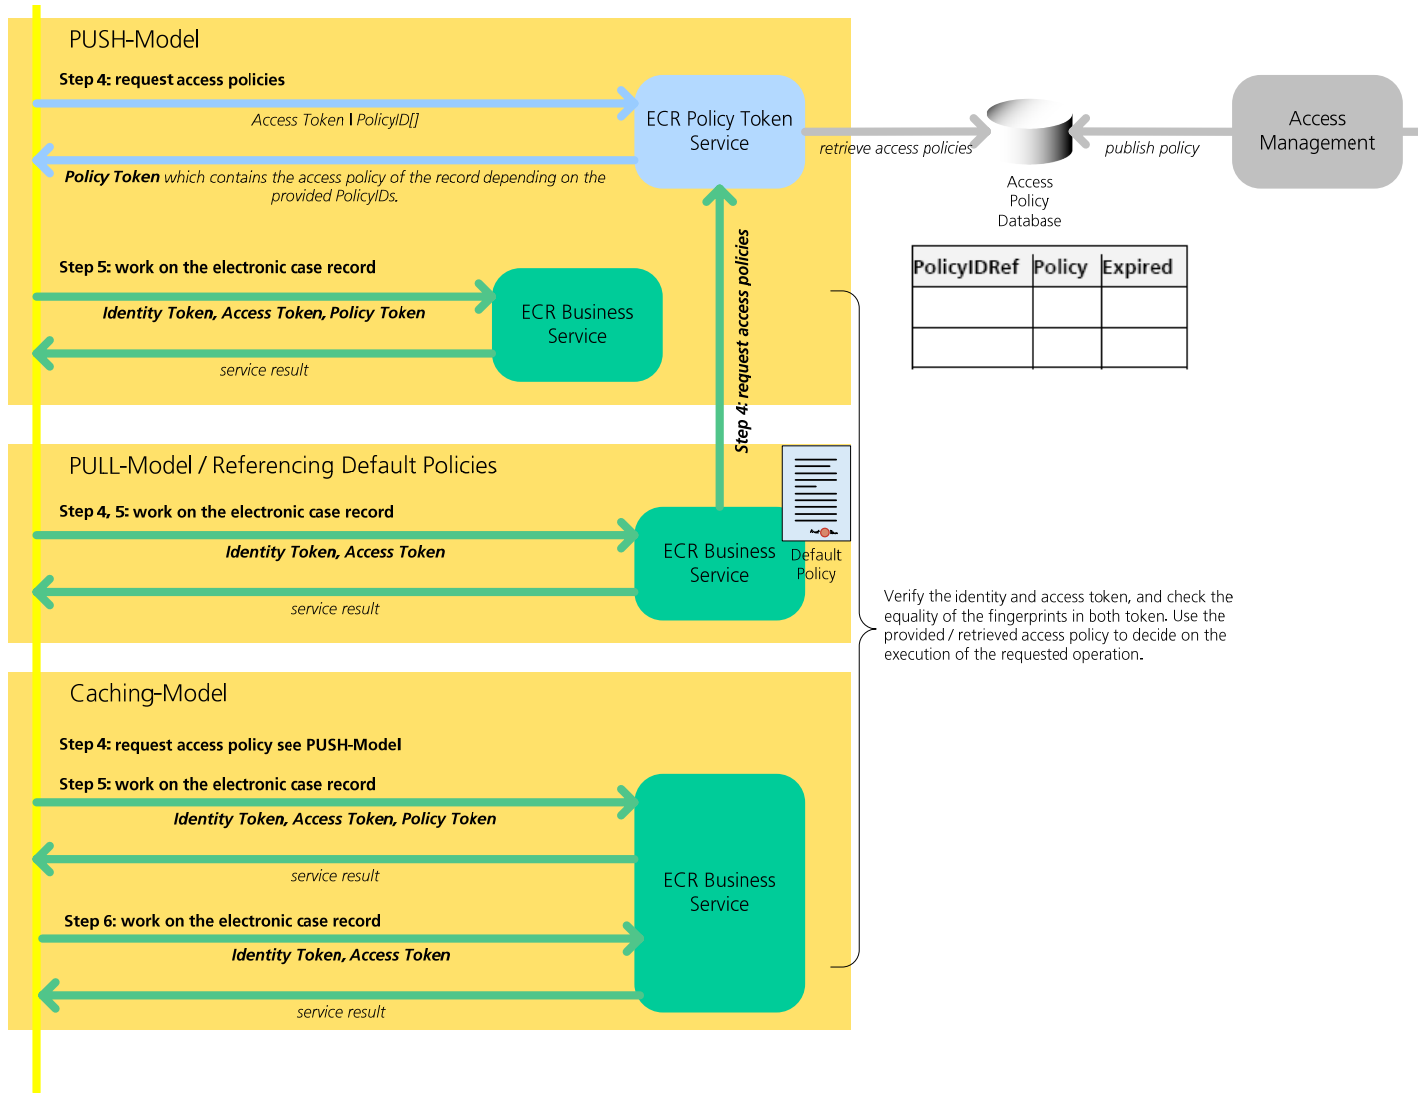 PUSH-Model
Step 4: request access policies
Access Token | PolicyID[]
ECR Policy Token
Service
Policy Token which contains the access policy of the record depending on the
provided PolicyIDs.
retrieve access policies
publish policy
Access
Management
Access
Policy
Database
PolicyIDRef Policy Expired
Step 5: work on the electronic case record
Identity Token, Access Token, Policy Token
ECR Business
Service
service result
Step 4: request access policies
PULL-Model / Referencing Default Policies
Step 4, 5: work on the electronic case record
Identity Token, Access Token
ECR Business
Service
service result
Default
Policy
Verify the identity and access token, and check the
equality of the fingerprints in both token. Use the
provided / retrieved access policy to decide on the
execution of the requested operation.
Caching-Model
Step 4: request access policy see PUSH-Model
Step 5: work on the electronic case record
Identity Token, Access Token, Policy Token
service result
ECR Business
Service
Step 6: work on the electronic case record
Identity Token, Access Token
service result